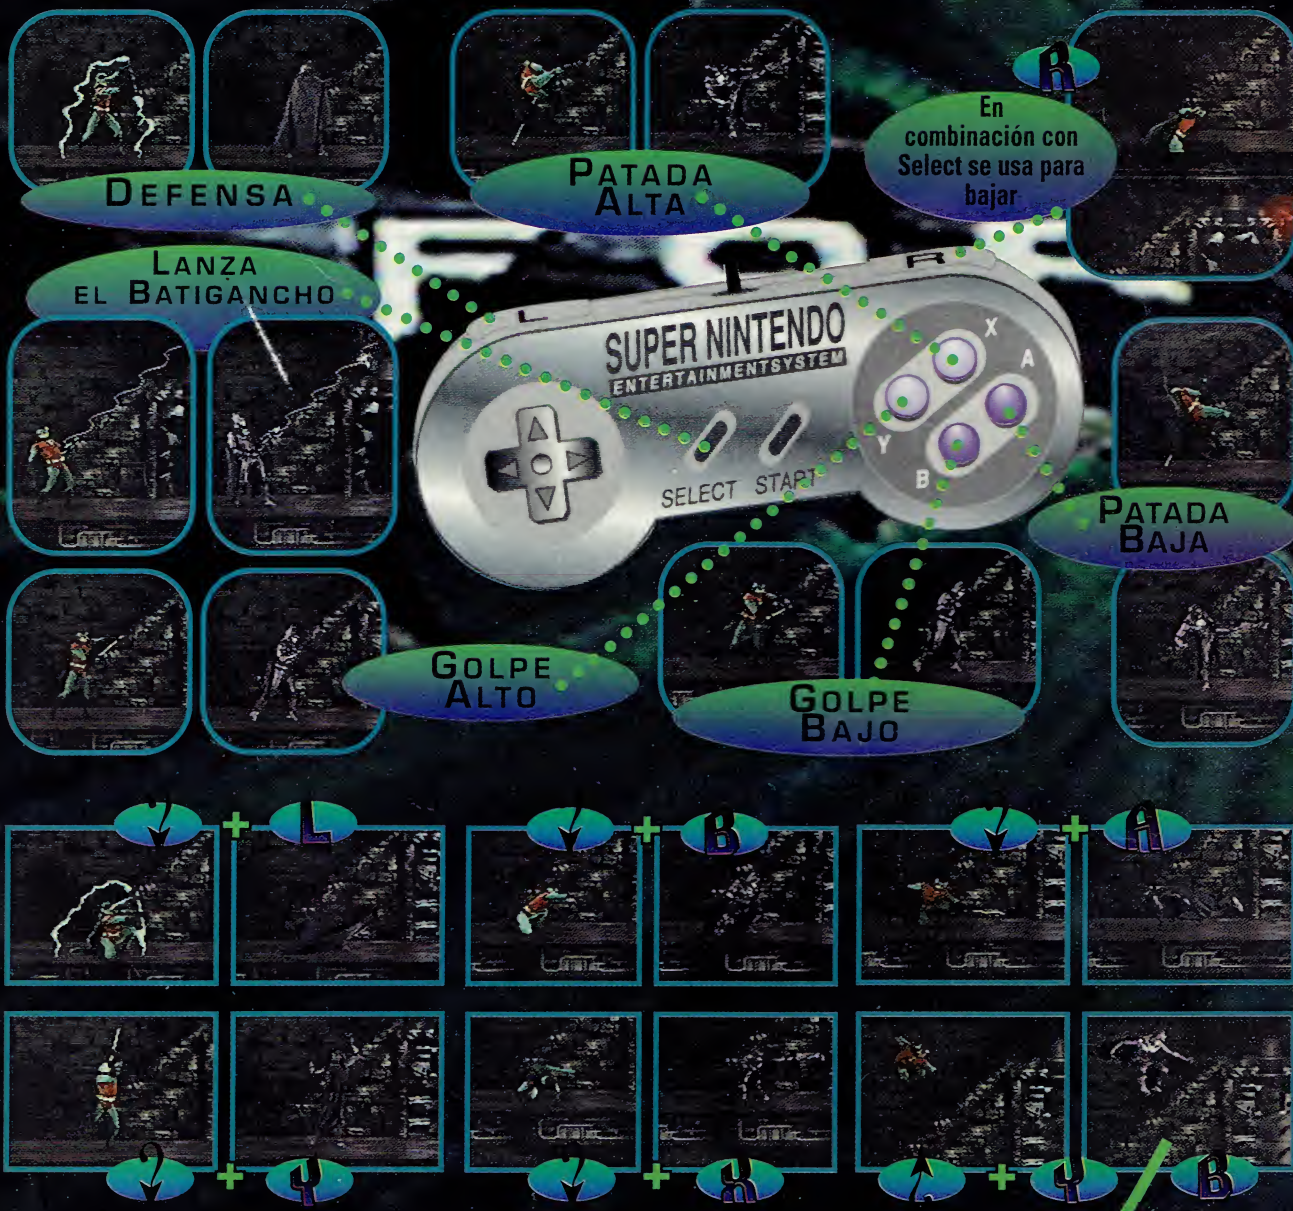 DEFENSA
PATADA
ALTA
R
En
combinación con
Select se usa para
bajar
LANZA
EL BATIGANCHO
L
R
SUPER NINTENDO
ENTERTAINMENT SYSTEM
X
A
Y
B
SELECT START
PATADA
BAJA
GOLPE
ALTO
GOLPE
BAJO
+ L
+ B
+ A
+ Y
+ X
+ Y / B